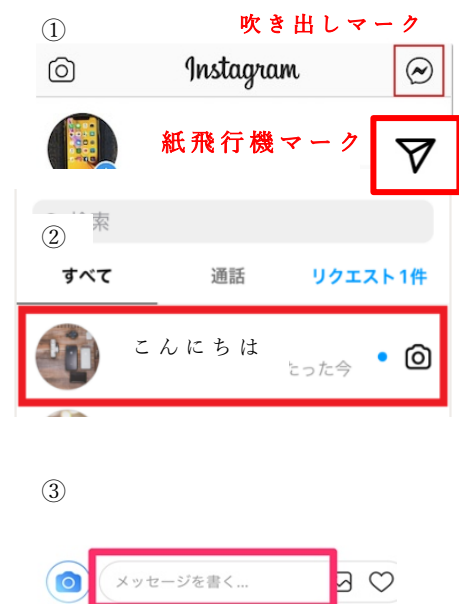 ① 吹き出しマーク
Instagram
紙飛行機マーク
索
②
すべて 通話 リクエスト1件
こんにちは
たった今
③
メッセージを書く...